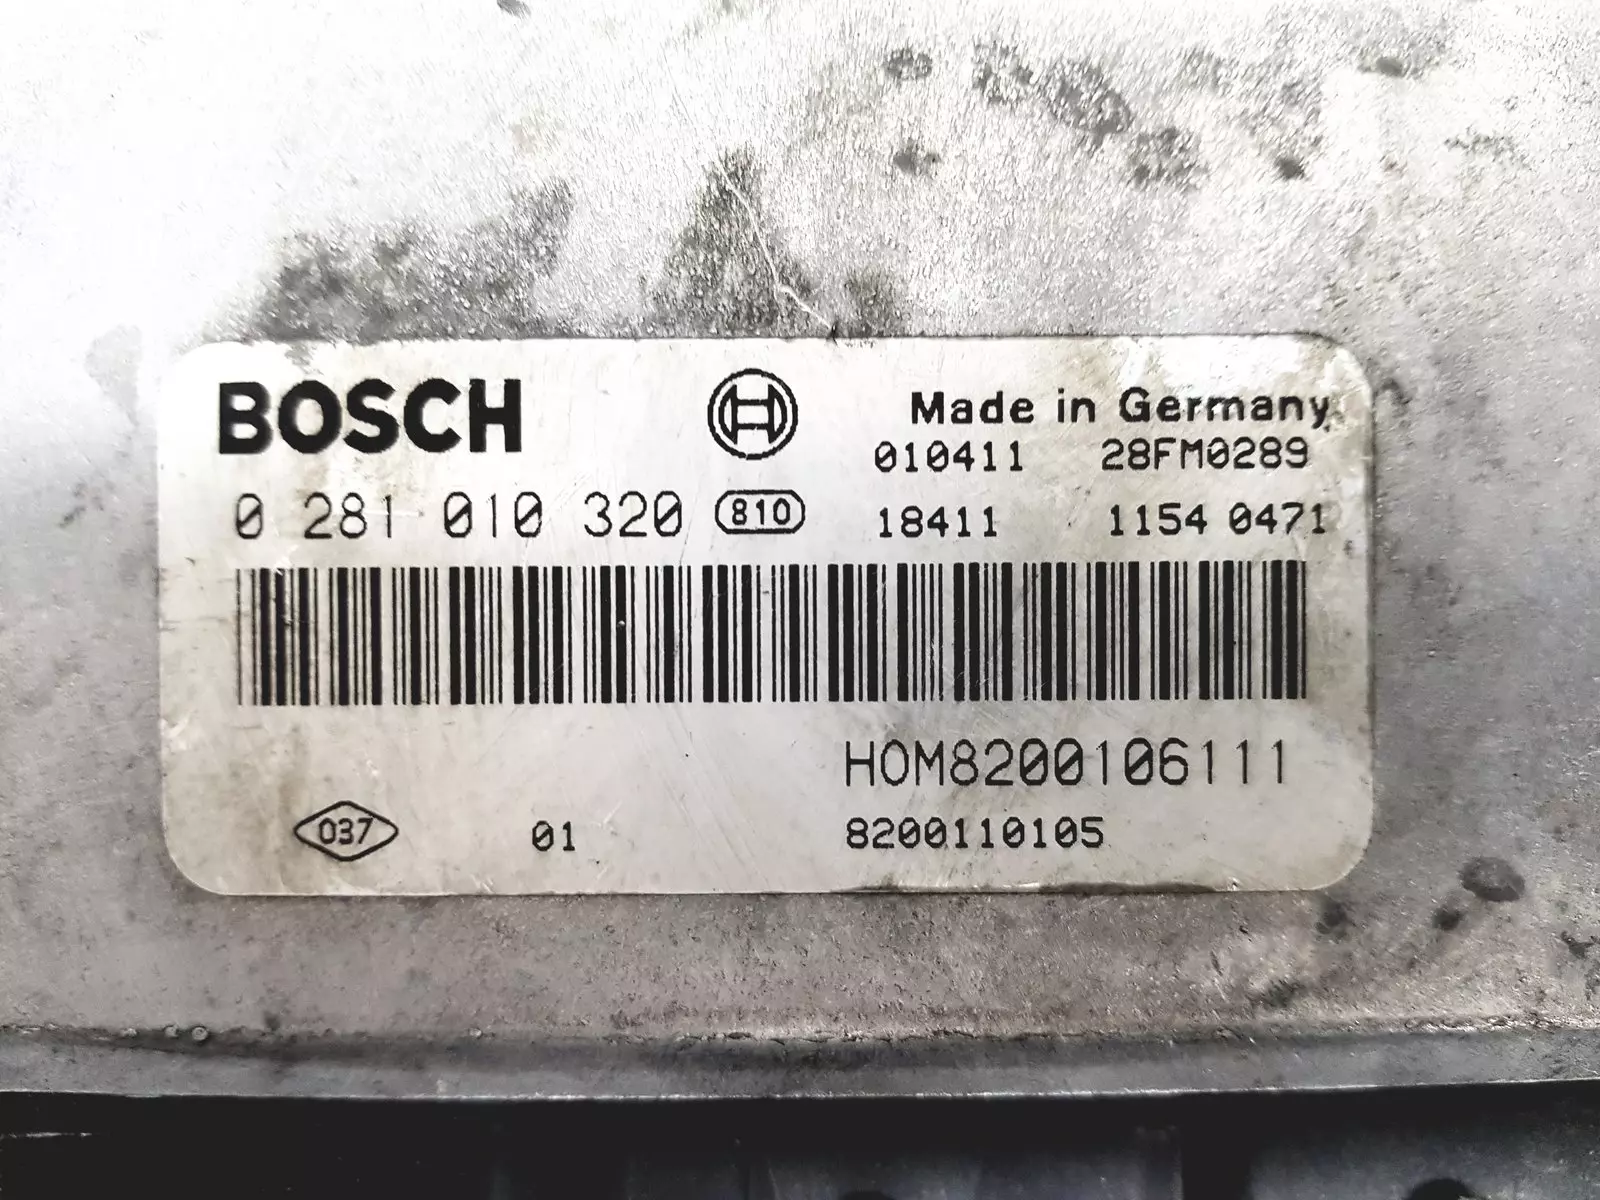 BOSCH
Made in Germany
010411 28FM0289
0 281 010 320 810 18411 1154 0471
HOM8200106111
037 01 8200110105